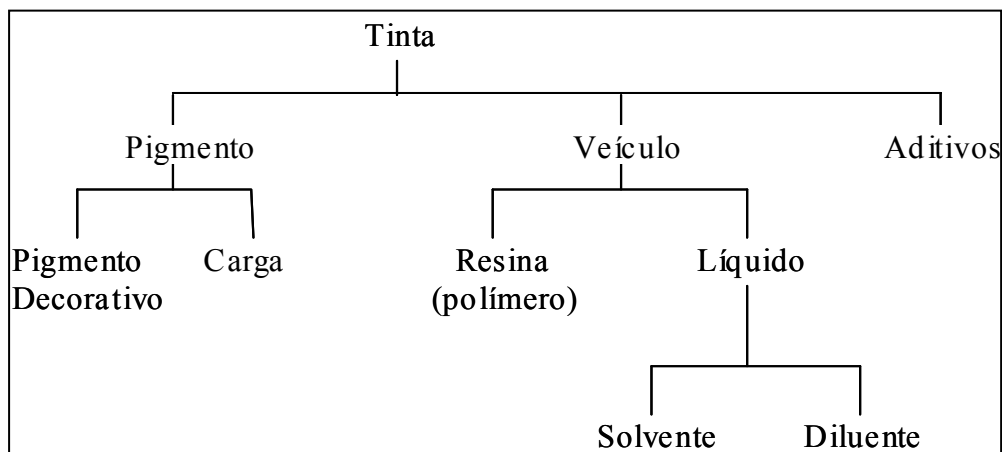 Tinta
Pigmento Veículo Aditivos
Pigmento Carga Resina Líquido
Decorativo (polímero)
Solvente Diluente